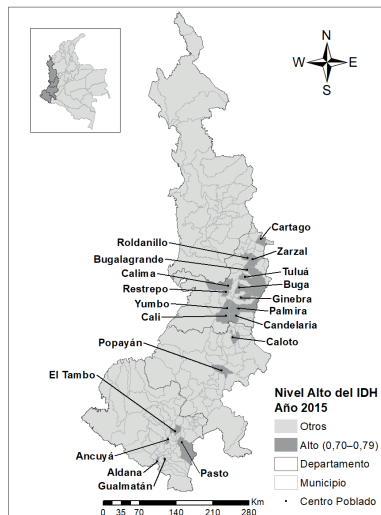 N
W E
S
Cartago
Roldanillo
Zarzal
Bugalagrande
Tuluá
Calima
Buga
Restrepo
Ginebra
Yumbo
Palmira
Cali
Candelaria
Popayán
Caloto
El Tambo
Ancuyá
Aldana
Pasto
Gualmatán
Nivel Alto del IDH
Año 2015
Otros
Alto (0,70–0,79)
Departamento
Municipio
Centro Poblado
Km
0 35 70 140 210 280